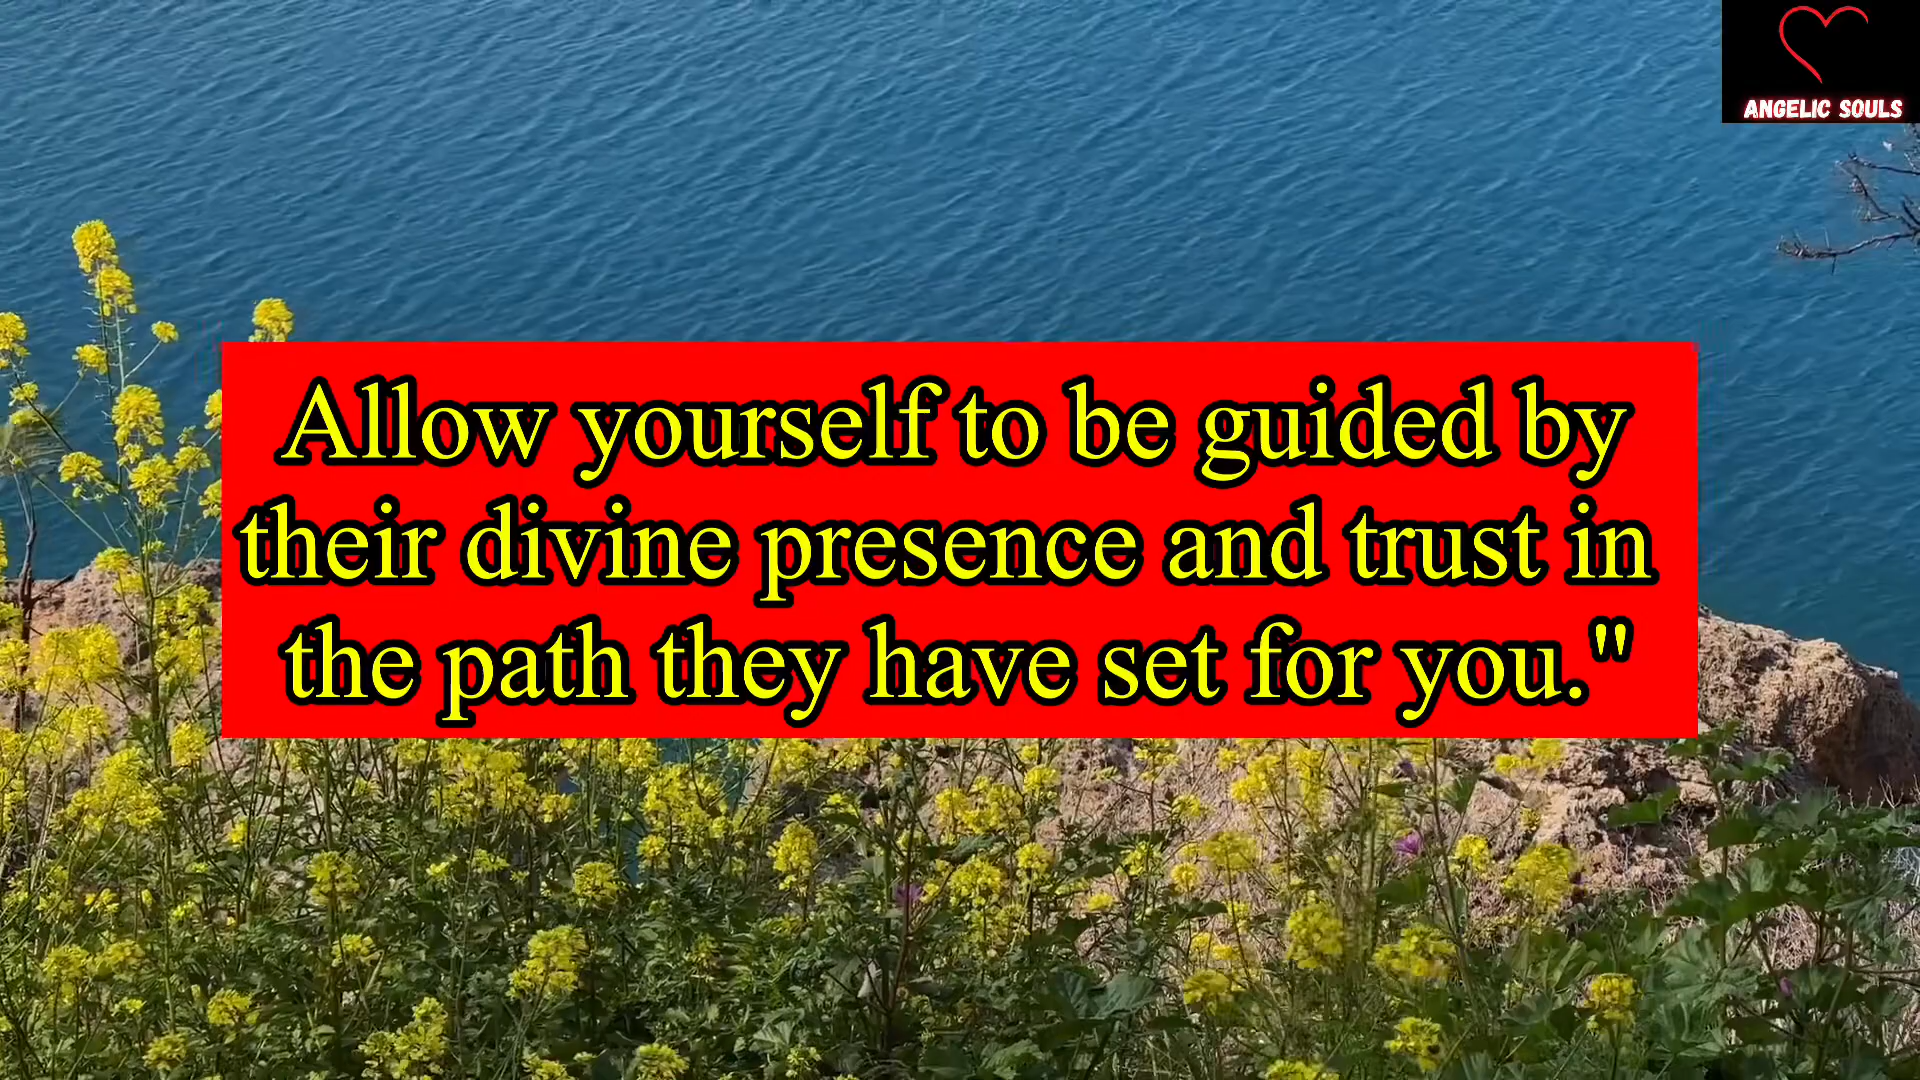 ANGELIC SOULS
Allow yourself to be guided by
their divine presence and trust in
the path they have set for you."